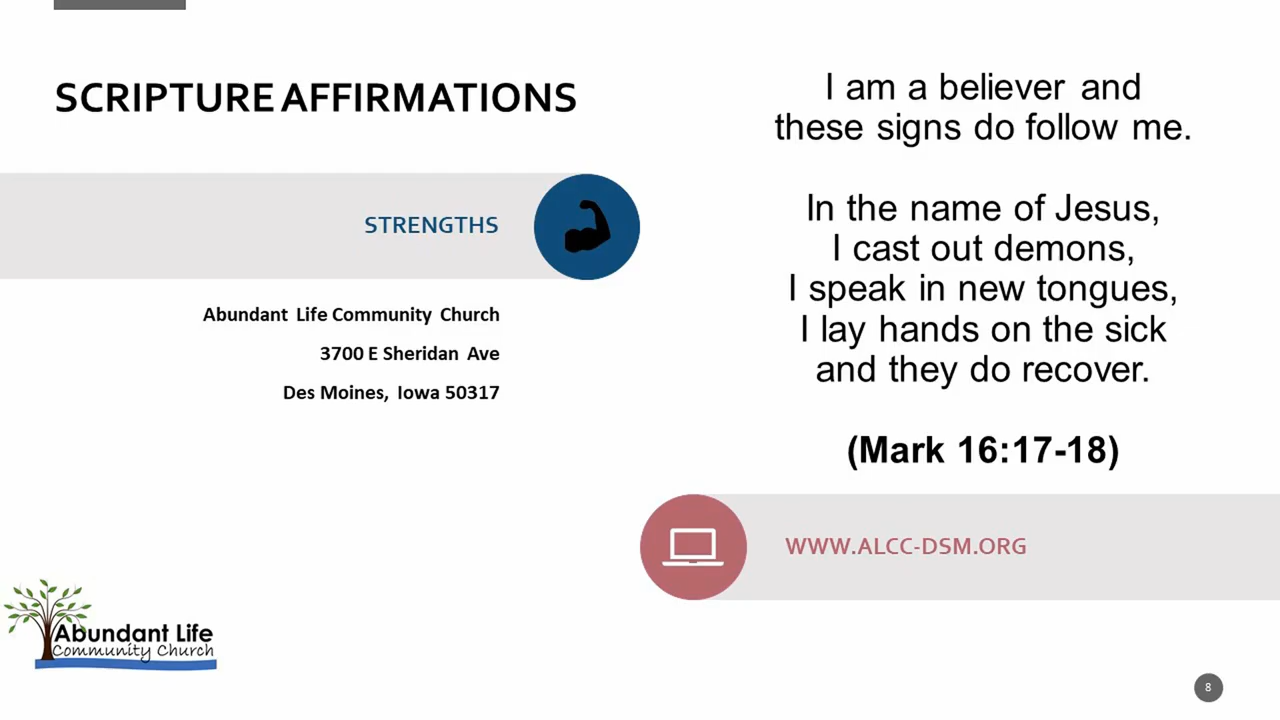 SCRIPTURE AFFIRMATIONS
STRENGTHS
Abundant Life Community Church
3700 E Sheridan Ave
Des Moines, Iowa 50317
I am a believer and
these signs do follow me.
In the name of Jesus,
I cast out demons,
I speak in new tongues,
I lay hands on the sick
and they do recover.
(Mark 16:17-18)
WWW.ALCC-DSM.ORG
Abundant Life
Community Church
8